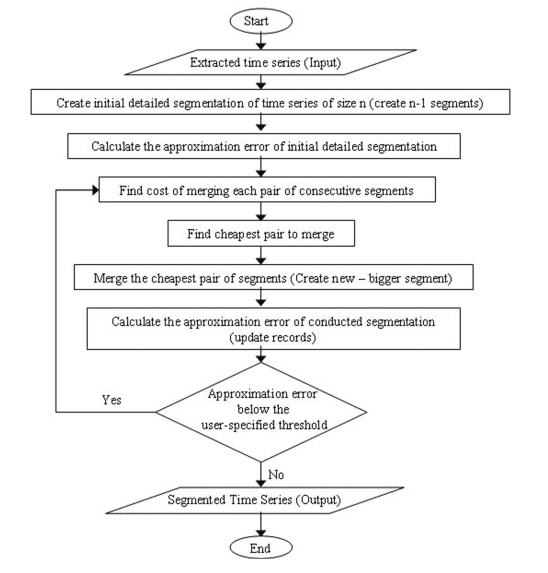 Start
Extracted time series (Input)
Create initial detailed segmentation of time series of size n (create n-1 segments)
Calculate the approximation error of initial detailed segmentation
Find cost of merging each pair of consecutive segments
Find cheapest pair to merge
Merge the cheapest pair of segments (Create new – bigger segment)
Calculate the approximation error of conducted segmentation
(update records)
Yes
Approximation error
below the
user-specified threshold
No
Segmented Time Series (Output)
End